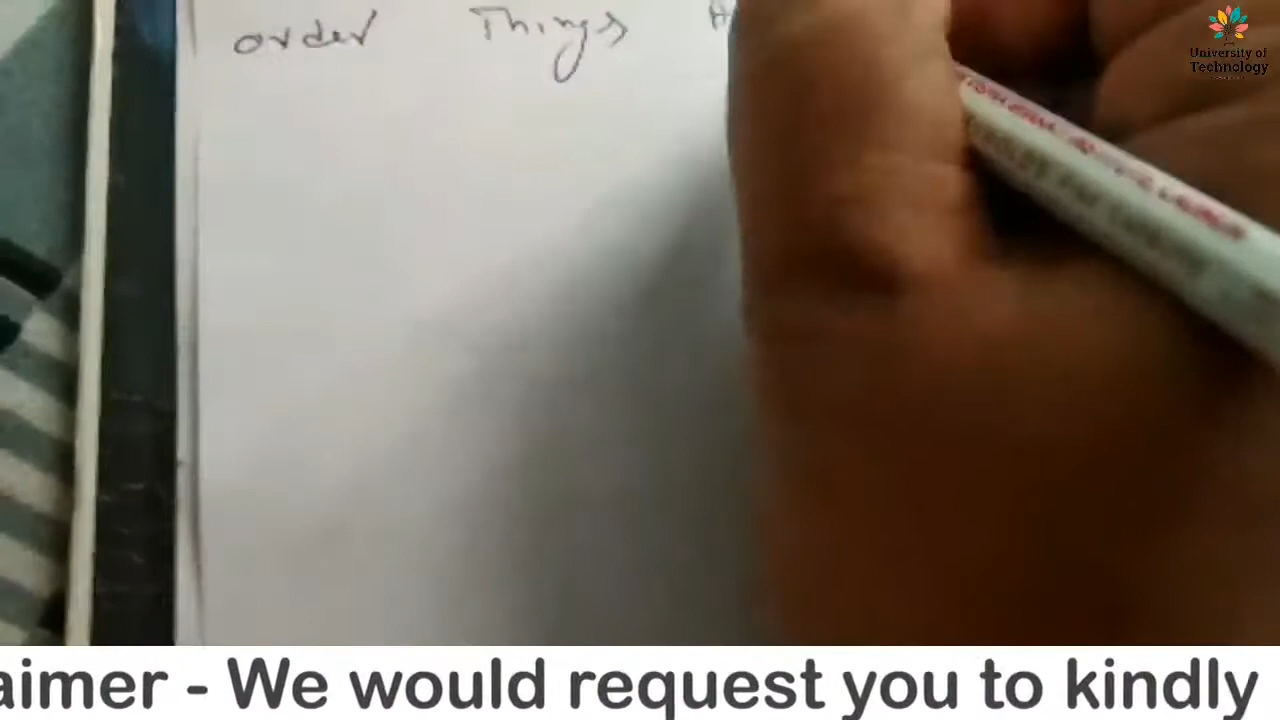 order Things
University of
Technology
aimer - We would request you to kindly